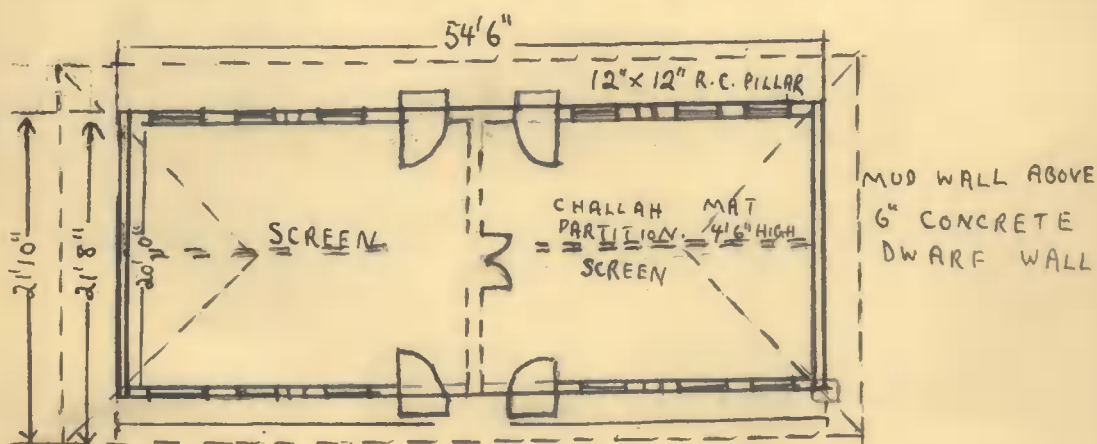 54'6"
12" x 12" R.C. PILLAR
21'10"
21'8"
20'0"
SCREEN
CHALLAH MAT
PARTITION. 4'6" HIGH
SCREEN
MUD WALL ABOVE
6" CONCRETE
DWARF WALL